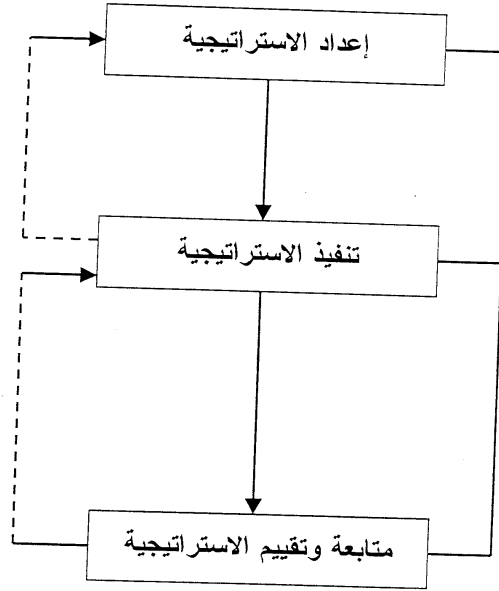 إعداد الاستراتيجية
تنفيذ الاستراتيجية
متابعة وتقييم الاستراتيجية